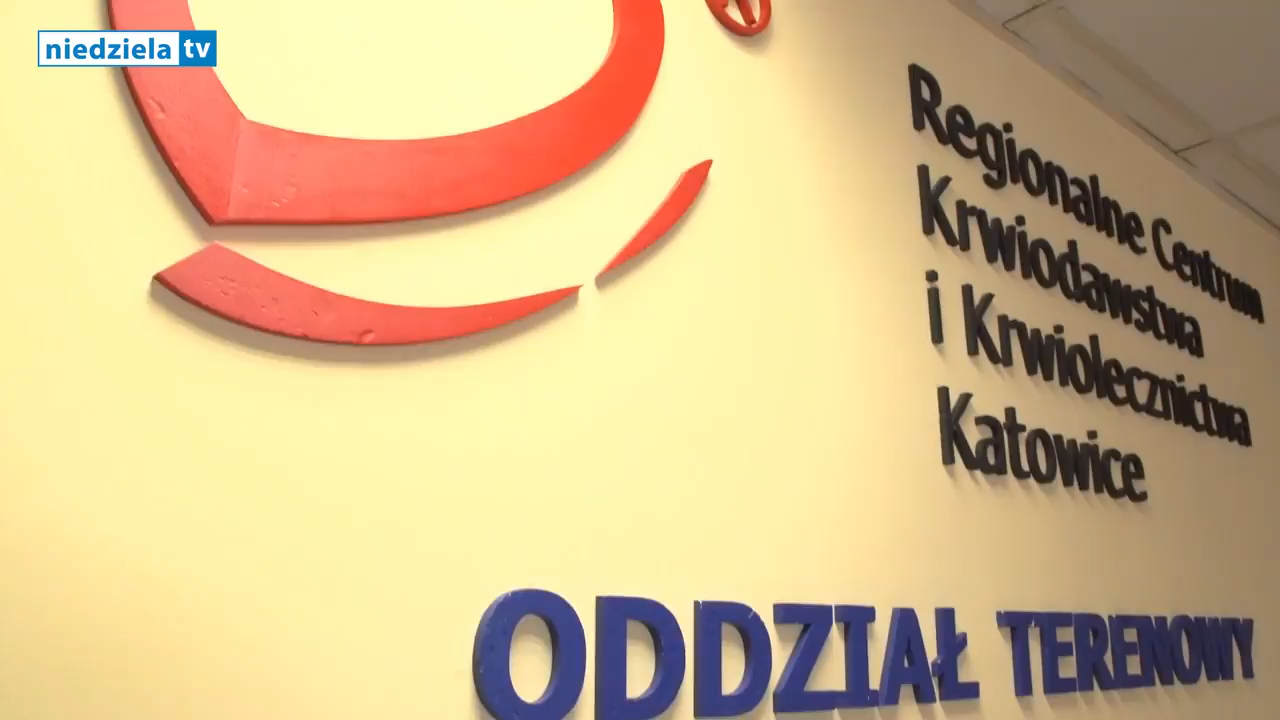 niedziela tv
Regionalne Centrum
Krwiodawstwa
i Krwiolecznictwa
Katowice
ODDZIAŁ TERENOWY